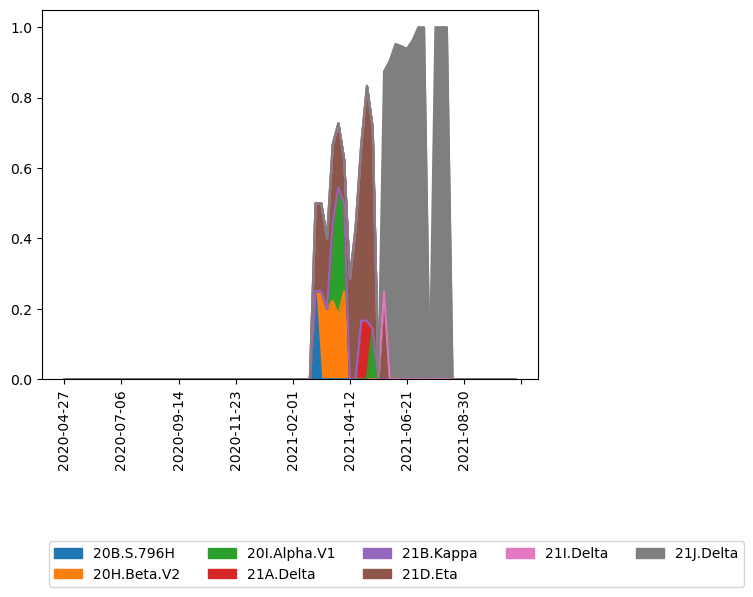 1.0
0.8
0.6
0.4
0.2
0.0
2020-04-27
2020-07-06
2020-09-14
2020-11-23
2021-02-01
2021-04-12
2021-06-21
2021-08-30
20B.S.796H
20I.Alpha.V1
21B.Kappa
21I.Delta
21J.Delta
20H.Beta.V2
21A.Delta
21D.Eta